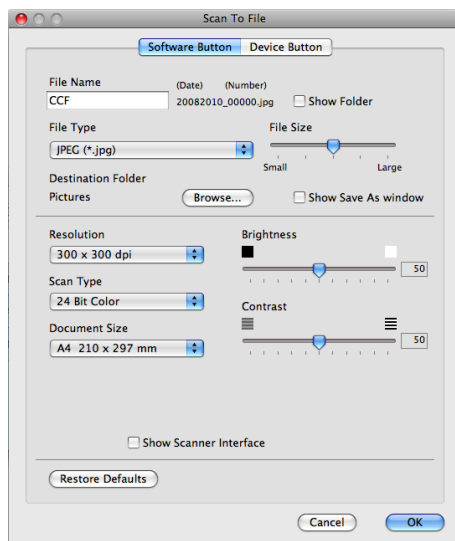 Scan To File
Software Button Device Button
File Name
(Date) (Number)
CCF
20082010_00000.jpg
Show Folder
File Type
File Size
JPEG (*.jpg)
Small Large
Destination Folder
Pictures
Browse...
Show Save As window
Resolution
Brightness
300 x 300 dpi
50
Scan Type
24 Bit Color
Contrast
Document Size
50
A4 210 x 297 mm
Show Scanner Interface
Restore Defaults
Cancel OK